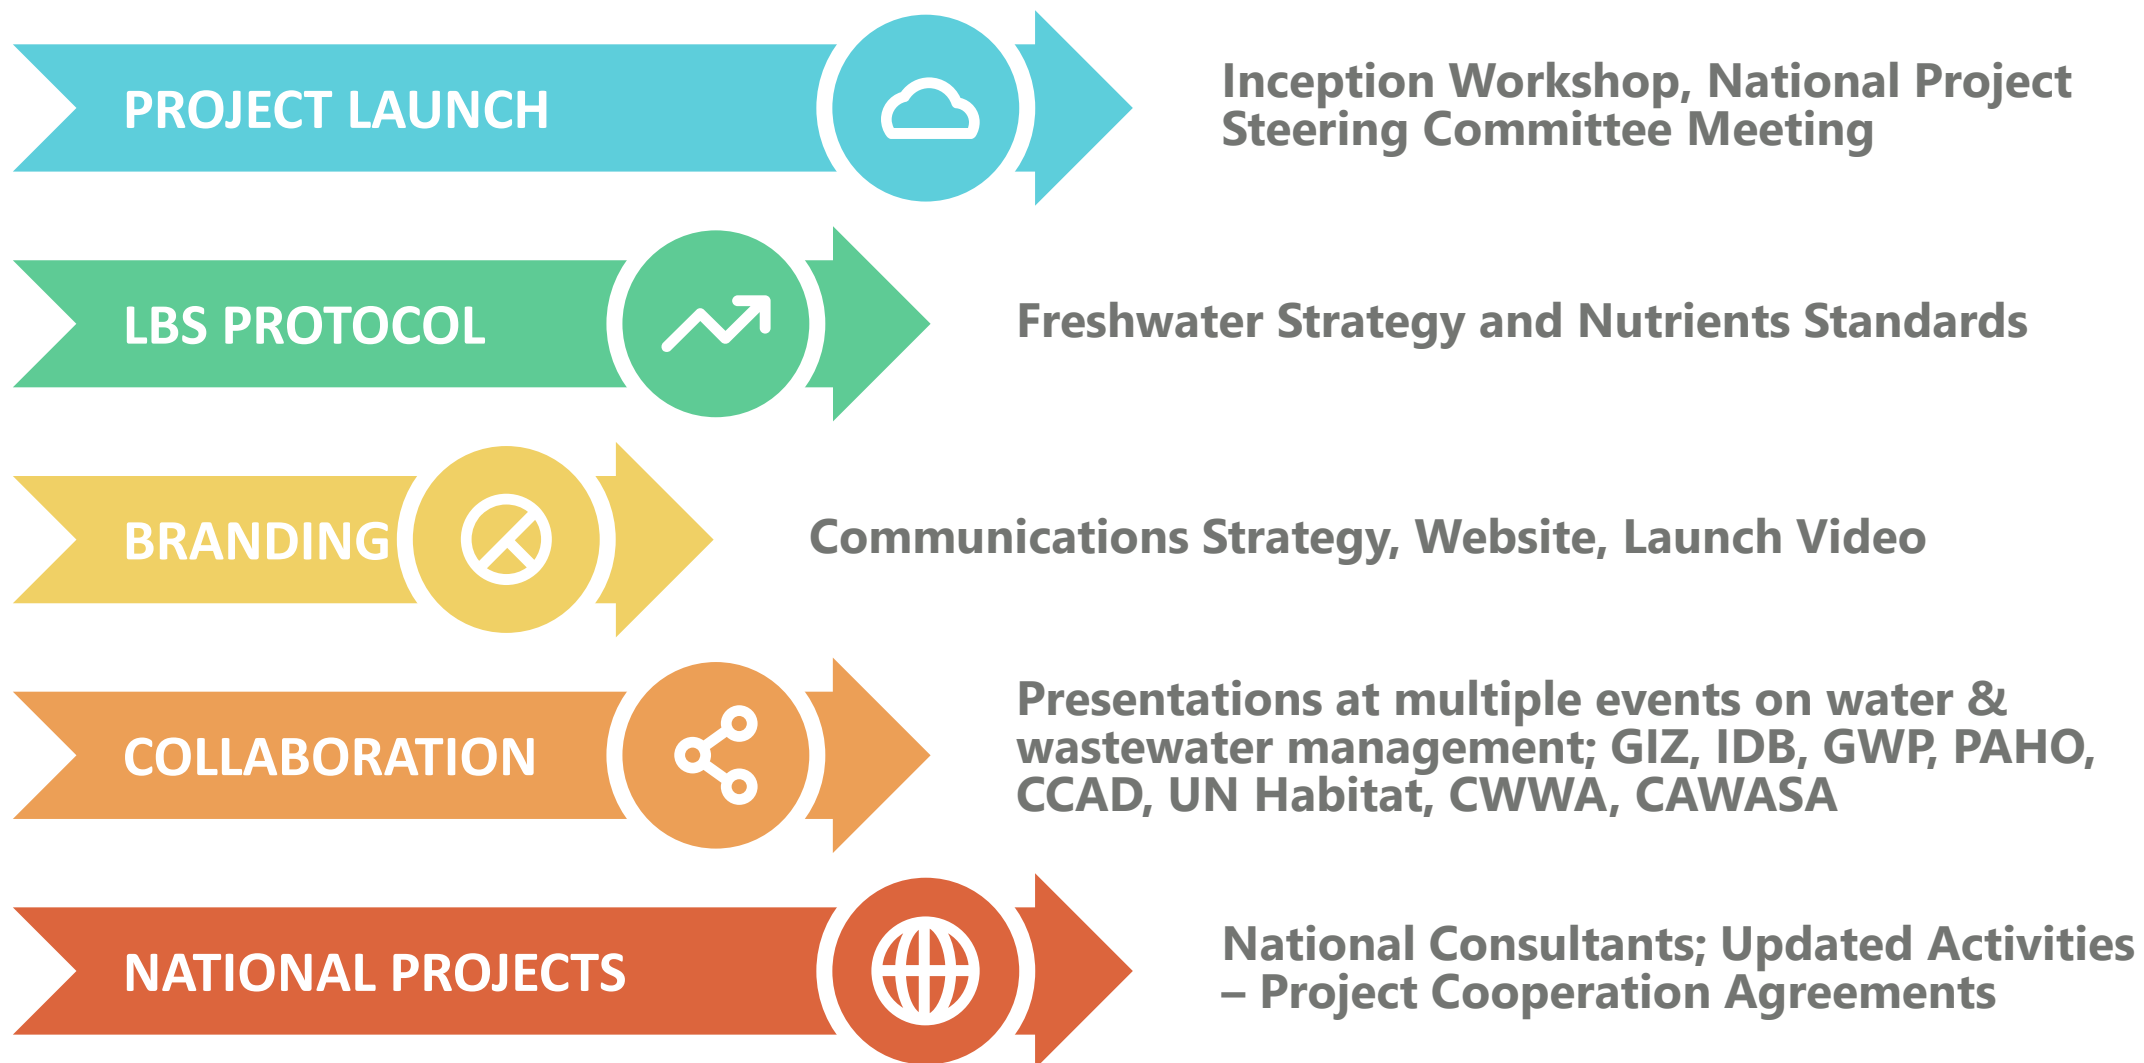 PROJECT LAUNCH
Inception Workshop, National Project
Steering Committee Meeting
LBS PROTOCOL
Freshwater Strategy and Nutrients Standards
BRANDING
Communications Strategy, Website, Launch Video
COLLABORATION
Presentations at multiple events on water &
wastewater management; GIZ, IDB, GWP, PAHO,
CCAD, UN Habitat, CWWA, CAWASA
NATIONAL PROJECTS
National Consultants; Updated Activities
– Project Cooperation Agreements